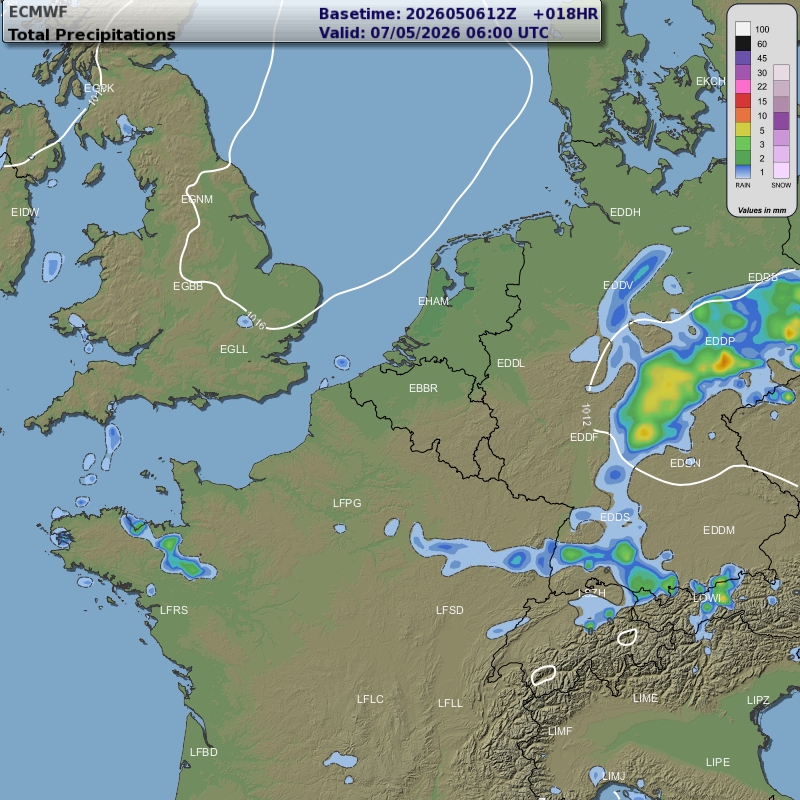 ECMWF
Basetime: 2026050612Z +018HR
Total Precipitations
Valid: 07/05/2026 06:00 UTC
100
60
45
30
22
15
10
5
3
2
1
RAIN
SNOW
Values in mm
EGPK
EKCH
EIDW
EGNM
EDDH
EGBB
EDDV
EDRB
EHAM
1016
EGLL
EDDP
EDDL
EBBR
1012
EDDF
EDSN
LFPG
EDDS
EDDM
LSZH
LOWI
LFRS
LFSD
LFLC
LFLL
LIME
LIPZ
LIMF
LFBD
LIPE
LIMJ